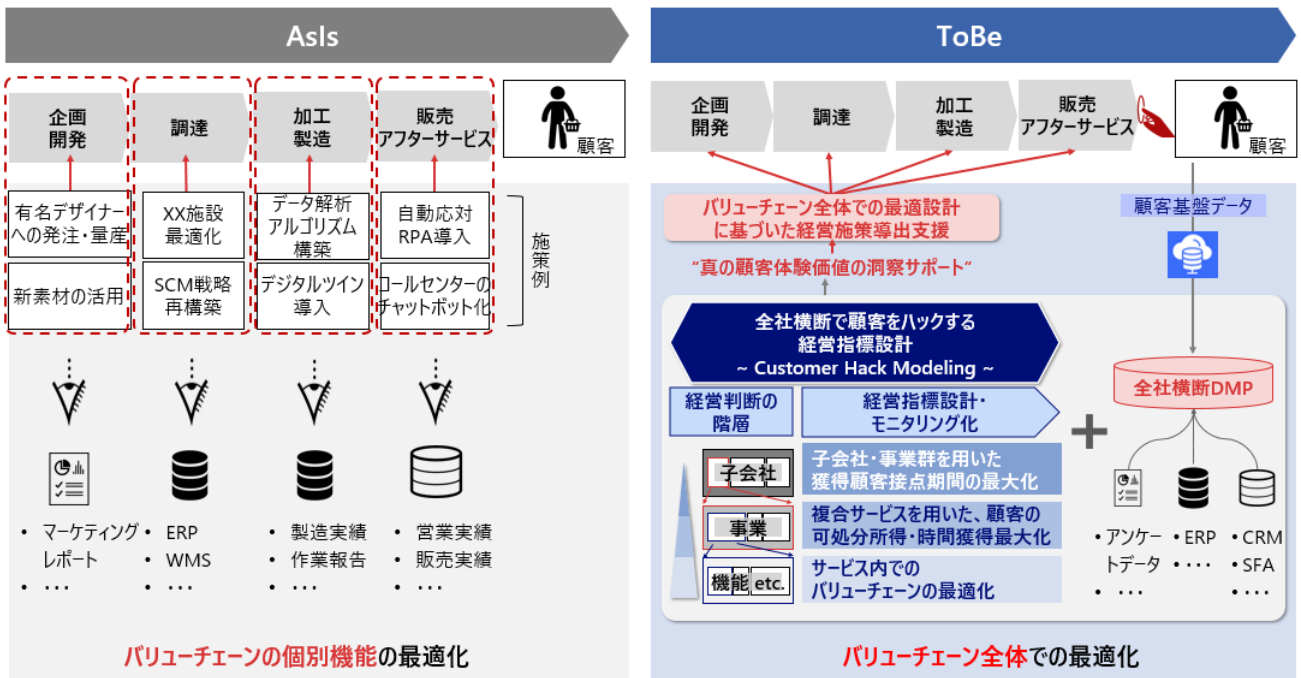 AsIs
企画
開発
調達
加工
製造
販売
アフターサービス
顧客
有名デザイナー
への発注・量産
XX施設
最適化
データ解析
アルゴリズム
構築
自動応対
RPA導入
新素材の活用
SCM戦略
再構築
デジタルツイン
導入
コールセンターの
チャットボット化
施策例
• マーケティング
レポート
• ・・・
• ERP
• WMS
• ・・・
• 製造実績
• 作業報告
• ・・・
• 営業実績
• 販売実績
• ・・・
バリューチェーンの個別機能の最適化
ToBe
企画
開発
調達
加工
製造
販売
アフターサービス
顧客
バリューチェーン全体での最適設計
に基づいた経営施策導出支援
“真の顧客体験価値の洞察サポート”
顧客基盤データ
全社横断で顧客をハックする
経営指標設計
~ Customer Hack Modeling ~
経営判断の
階層
経営指標設計・
モニタリング化
子会社
子会社・事業群を用いた
獲得顧客接点期間の最大化
事業
複合サービスを用いた、顧客の
可処分所得・時間獲得最大化
機能 etc.
サービス内での
バリューチェーンの最適化
+
全社横断DMP
• アンケー
トデータ
• ・・・
• ERP
• ・・・
• CRM
SFA
• ・・・
バリューチェーン全体での最適化